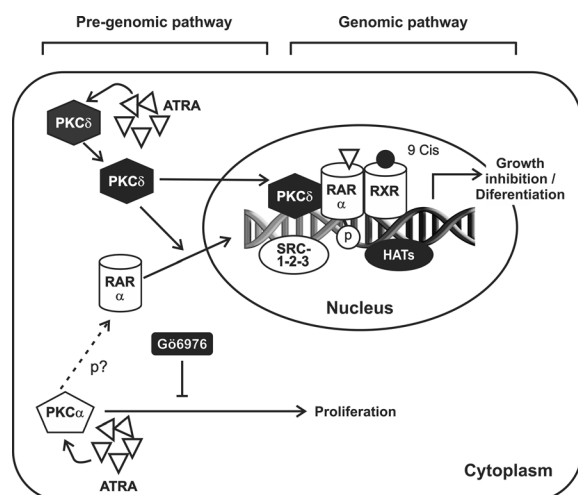 Pre-genomic pathway
Genomic pathway
PKCδ
ATRA
PKCδ
9 Cis
PKCδ
RAR
α
RXR
Growth
inhibition /
Diferentiation
SRC-
1-2-3
p
HATs
Nucleus
RAR
α
Gö6976
p?
PKCα
Proliferation
ATRA
Cytoplasm